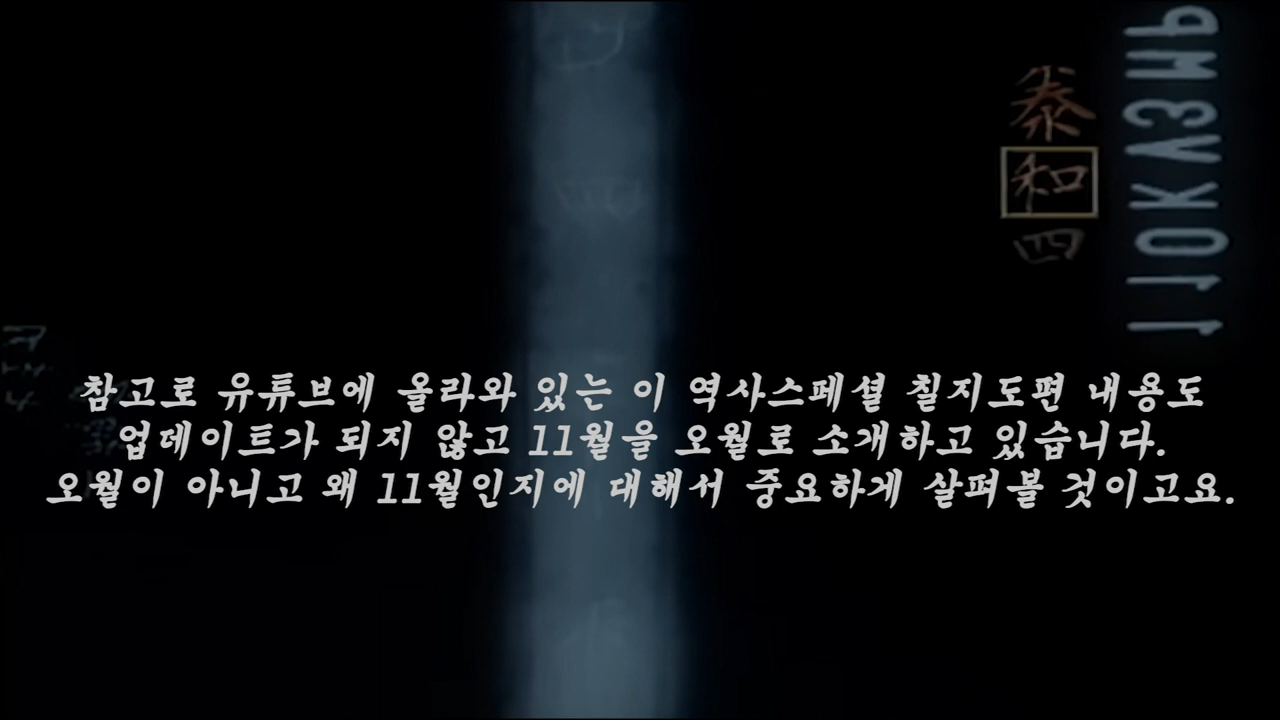 泰
和
四
참고로 유튜브에 올라와 있는 이 역사스페셜 칠지도편 내용도
업데이트가 되지 않고 11월을 오월로 소개하고 있습니다.
오월이 아니고 왜 11월인지에 대해서 중요하게 살펴볼 것이고요.